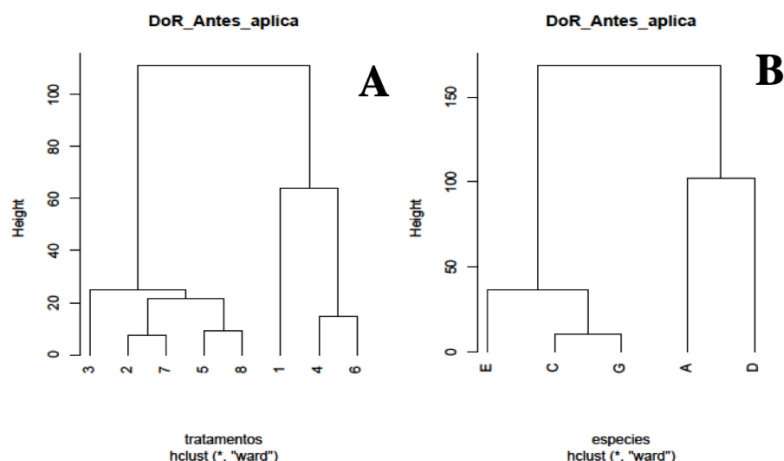 DoR_Antes_aplica
A
Height
0 20 40 60 80 100
3 2 7 5 8 1 4 6
tratamentos
hclust (*, "ward")
DoR_Antes_aplica
B
Height
0 50 100 150
E C G A D
especies
hclust (*, "ward")